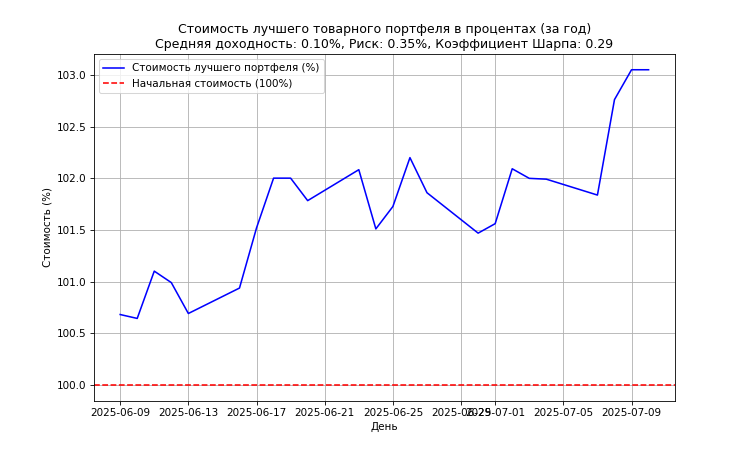 Стоимость лучшего товарного портфеля в процентах (за год)
Средняя доходность: 0.10%, Риск: 0.35%, Коэффициент Шарпа: 0.29
Стоимость лучшего портфеля (%)
Начальная стоимость (100%)
103.0
102.5
102.0
101.5
101.0
100.5
100.0
Стоимость (%)
2025-06-09 2025-06-13 2025-06-17 2025-06-21 2025-06-25 2025-06-29 2025-07-01 2025-07-05 2025-07-09
День